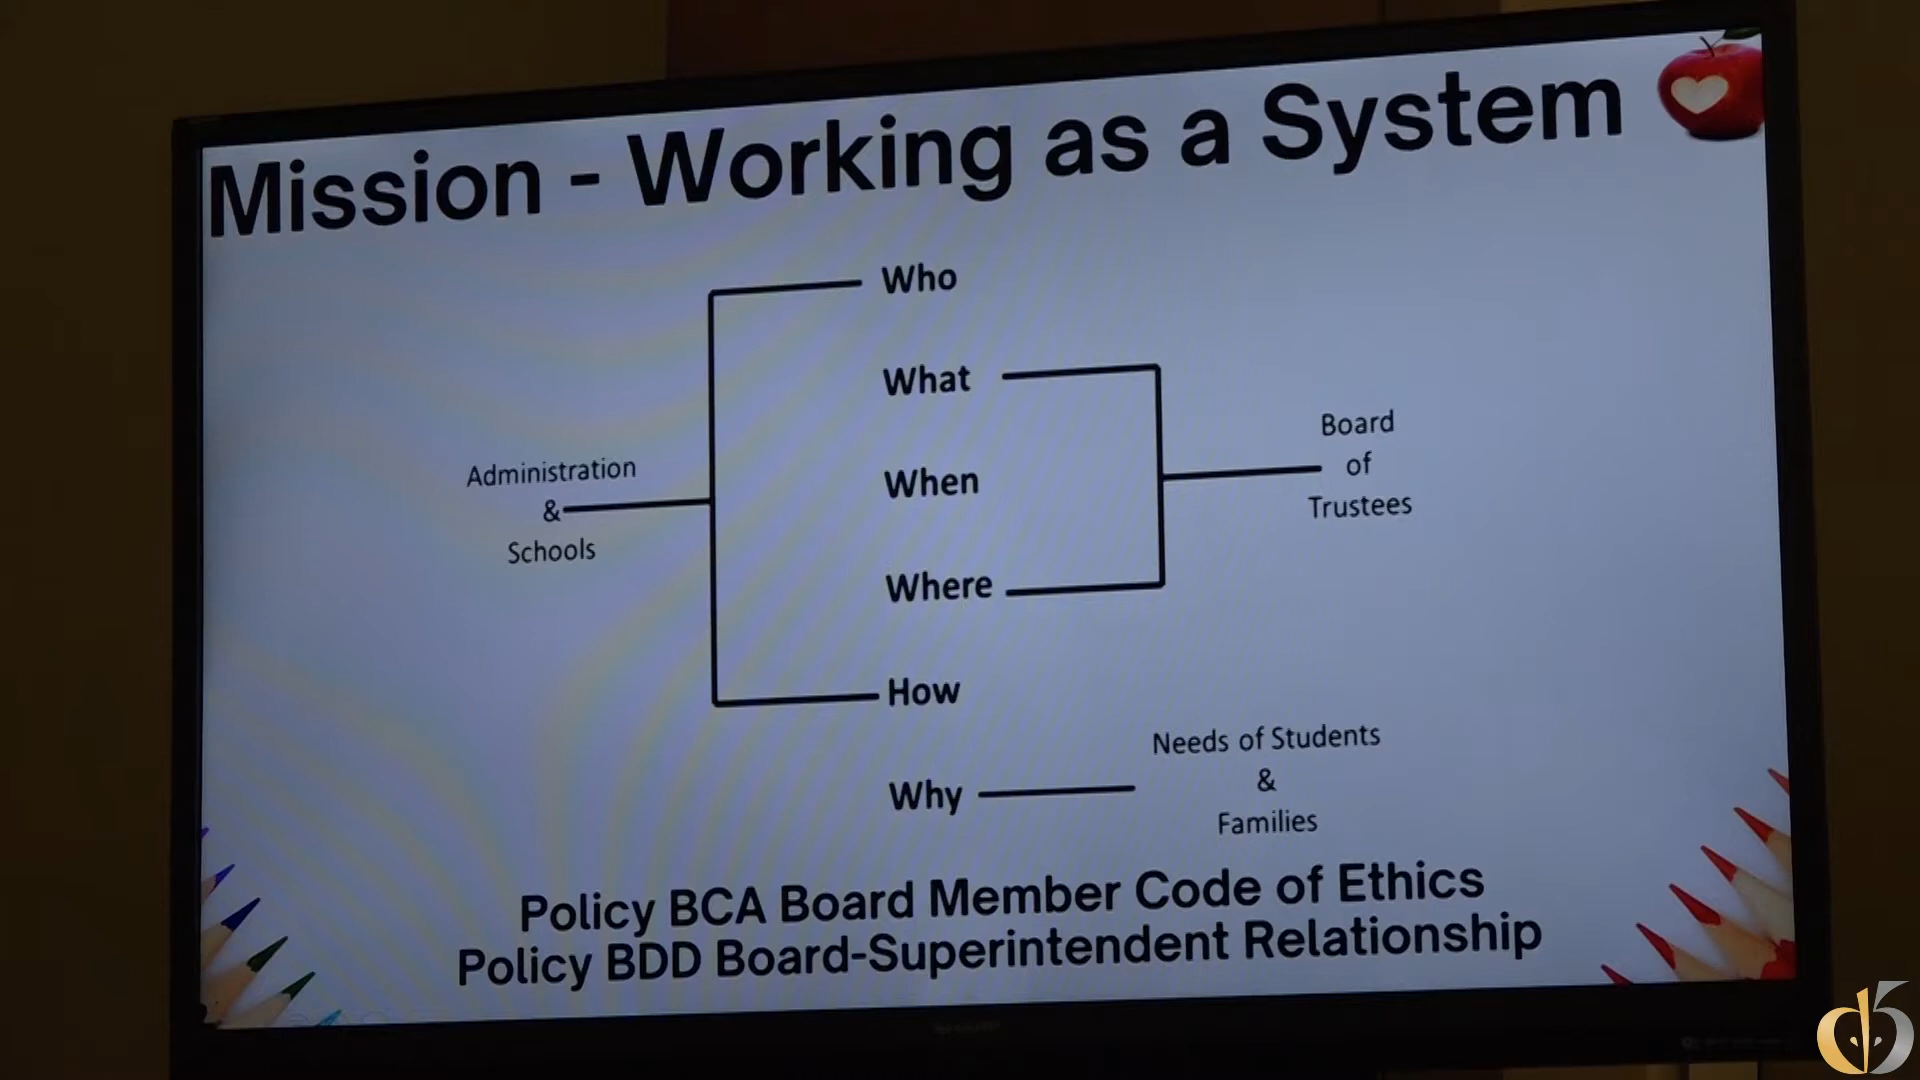 Mission - Working as a System
Who
What
When
Where
How
Why
Administration
&
Schools
Board
of
Trustees
Needs of Students
&
Families
Policy BCA Board Member Code of Ethics
Policy BDD Board-Superintendent Relationship
d5